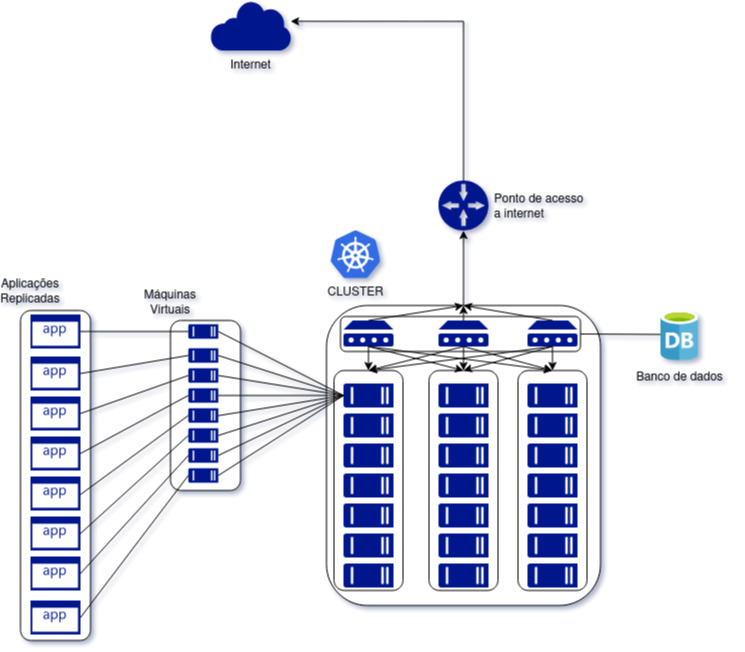 Internet
Ponto de acesso
a internet
CLUSTER
Aplicações
Replicadas
Máquinas
Virtuais
app
app
app
app
app
app
app
app
DB
Banco de dados